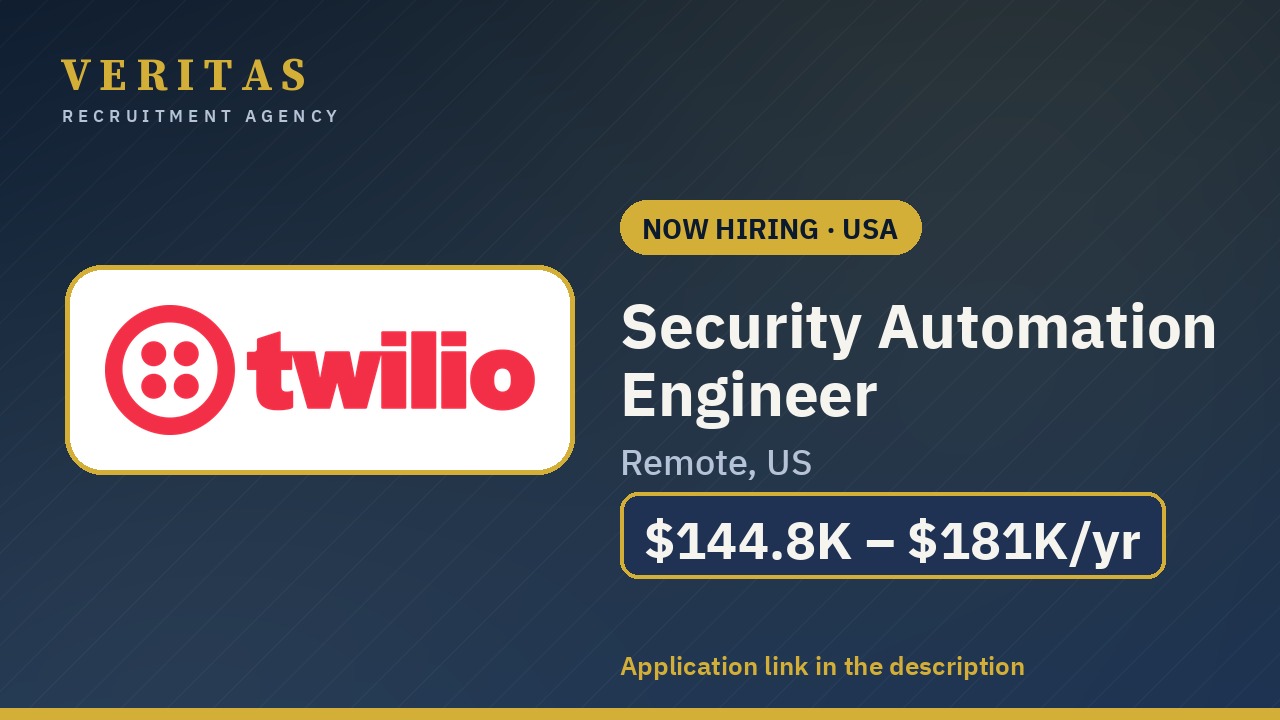 VERITAS
RECRUITMENT AGENCY
NOW HIRING · USA
twilio
Security Automation
Engineer
Remote, US
$144.8K – $181K/yr
Application link in the description